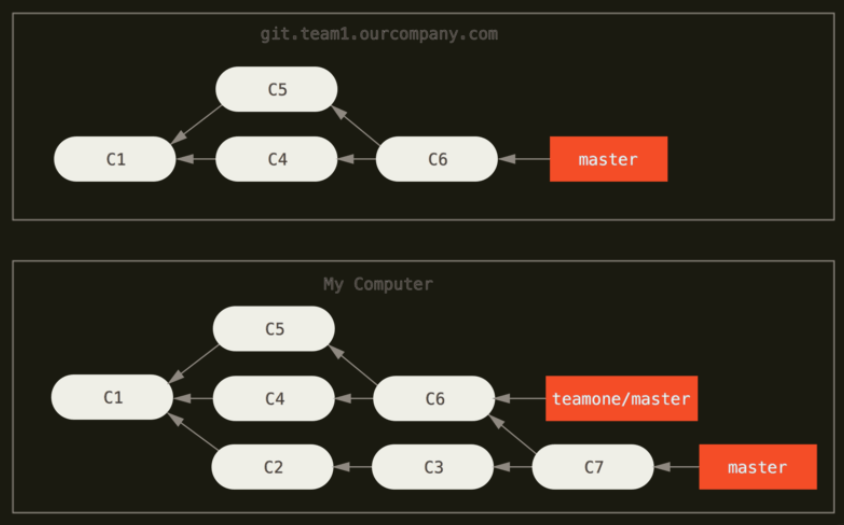 git.team1.ourcompany.com
C5
C1
C4
C6
master
My Computer
C5
C1
C4
C6
teamone/master
C2
C3
C7
master